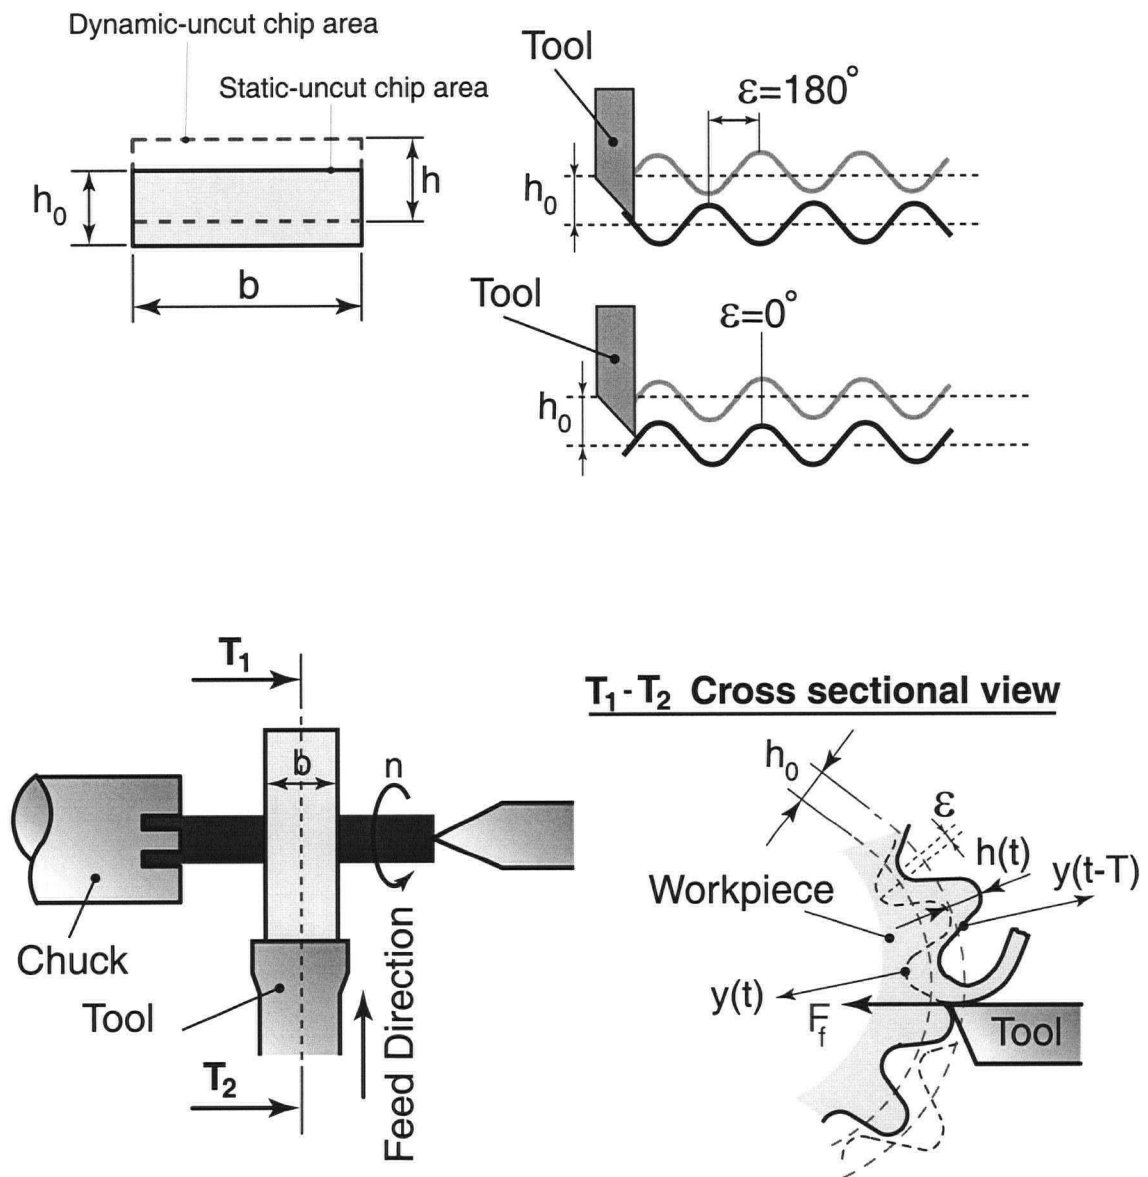 Dynamic-uncut chip area
Static-uncut chip area
h₀
h
b
Tool
ε=180°
h₀
Tool
ε=0°
h₀
T₁
b
n
Chuck
Tool
Feed Direction
T₂
T₁ - T₂ Cross sectional view
h₀
ε
h(t)
y(t-T)
Workpiece
y(t)
F_f
Tool